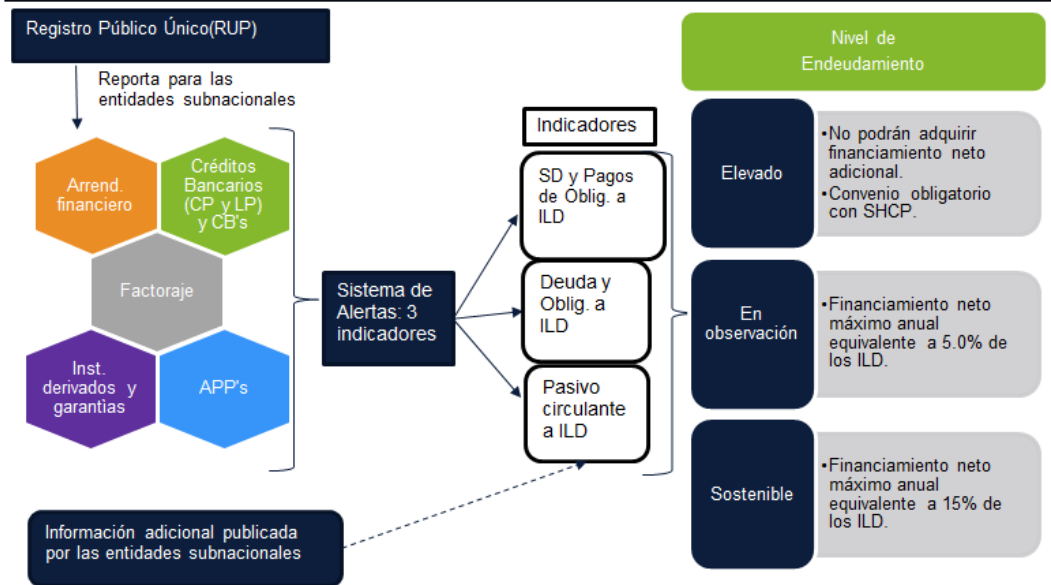 Registro Público Único(RUP)
Reporta para las
entidades subnacionales
Arrend.
financiero
Créditos
Bancarios
(CP y LP)
y CB's
Factoraje
Inst.
derivados y
garantìas
APP's
Sistema de
Alertas: 3
indicadores
Información adicional publicada
por las entidades subnacionales
Indicadores
SD y Pagos
de Oblig. a
ILD
Deuda y
Oblig. a
ILD
Pasivo
circulante
a ILD
Nivel de
Endeudamiento
Elevado
•No podrán adquirir
financiamiento neto
adicional.
•Convenio obligatorio
con SHCP.
En
observación
•Financiamiento neto
máximo anual
equivalente a 5.0% de
los ILD.
Sostenible
•Financiamiento neto
máximo anual
equivalente a 15% de
los ILD.